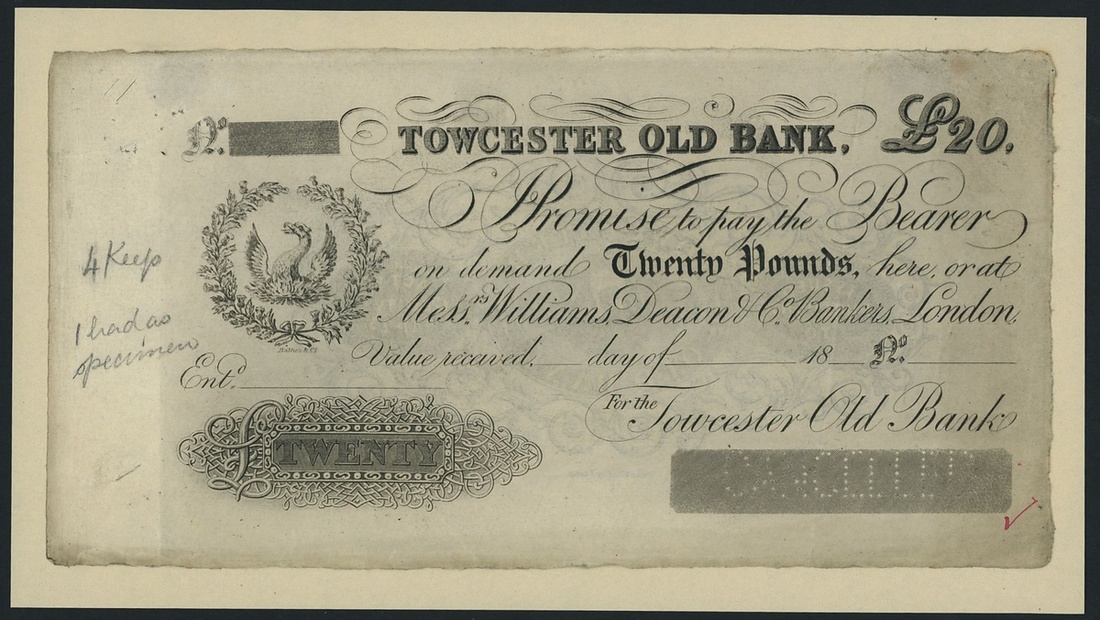 No. TOWCESTER OLD BANK, £20.
I Promise to pay the Bearer
on demand Twenty Pounds, here, or at
Messrs. Williams, Deacon & Co. Bankers, London,
Value received. day of 18 No.
Entd.
For the Towcester Old Bank
£ TWENTY
4 Keep
1 had as
specimen